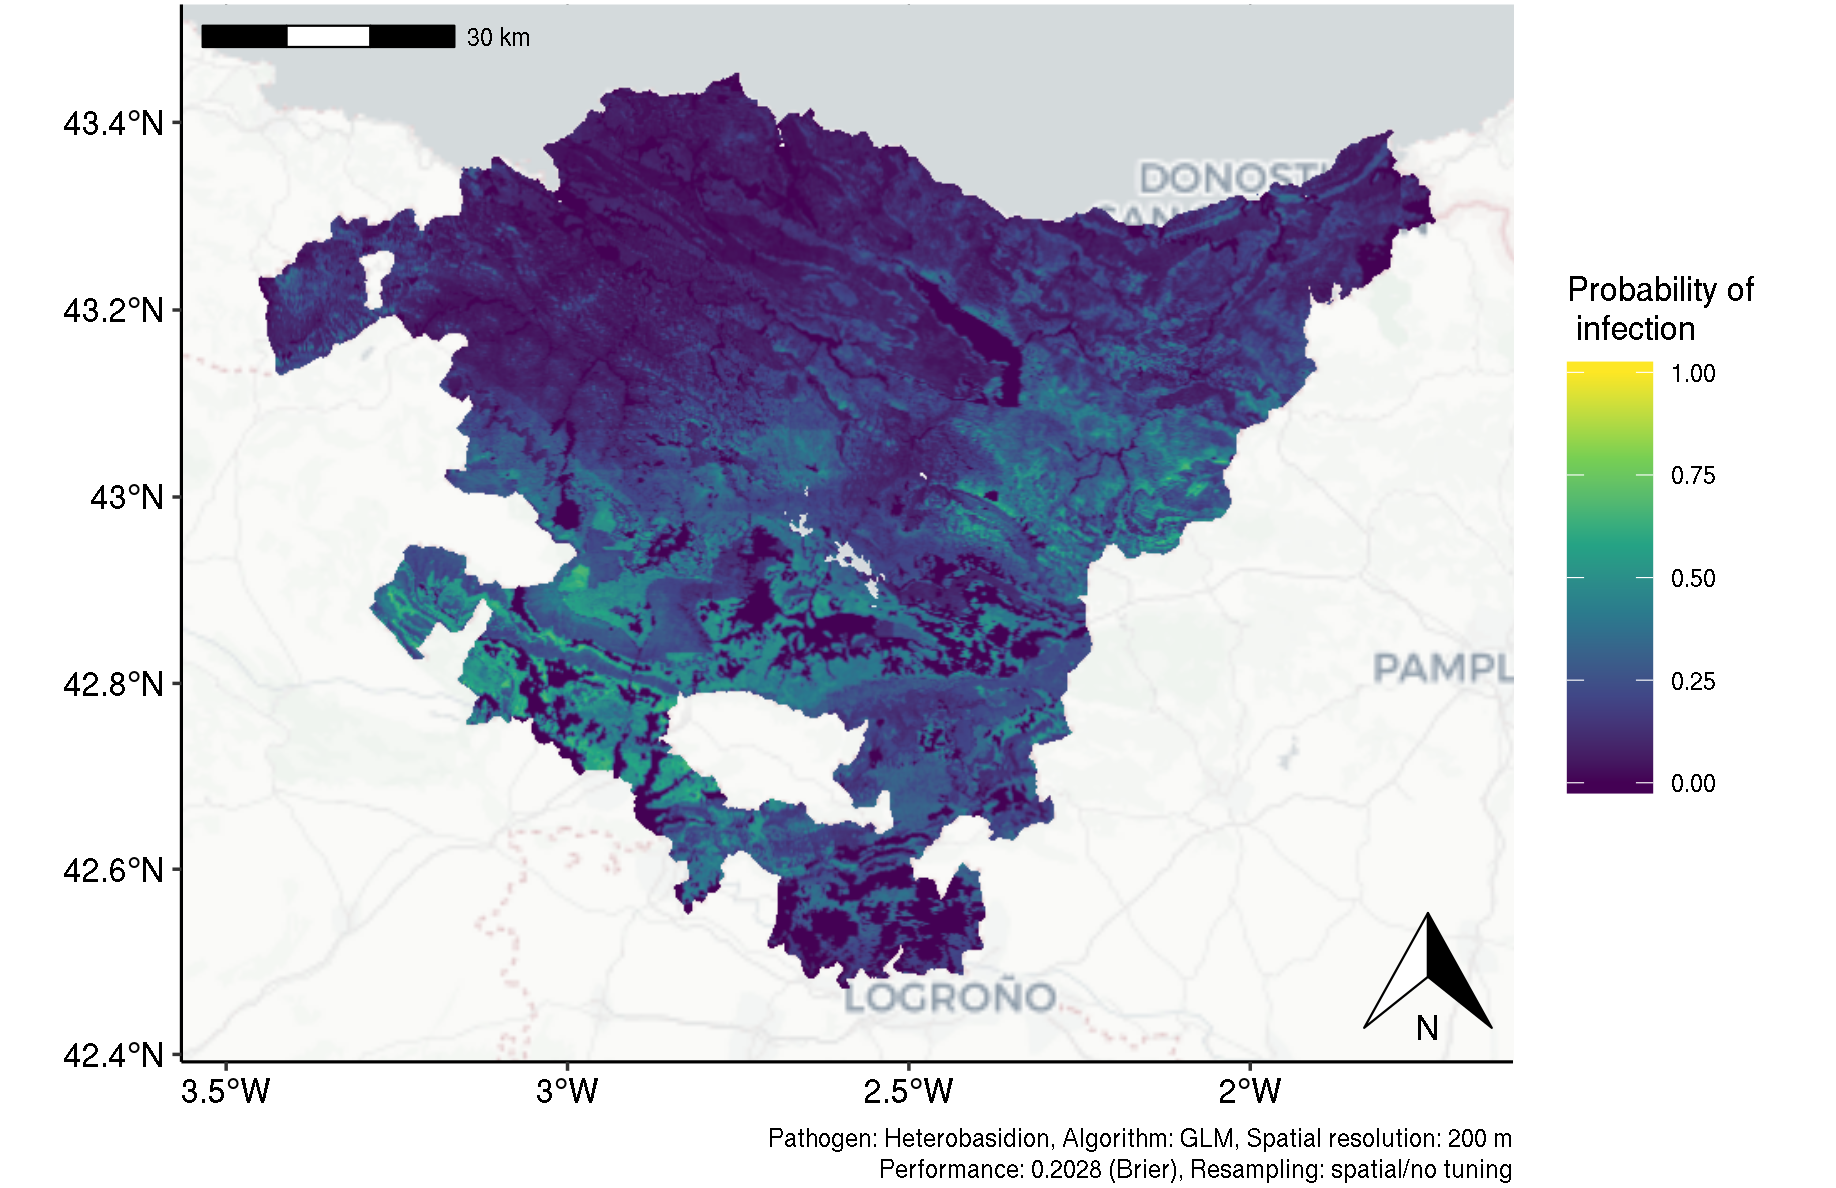 30 km
43.4°N
43.2°N
43°N
42.8°N
42.6°N
42.4°N
3.5°W
3°W
2.5°W
2°W
DONOSTI
SAN
PAMPL
LOGROÑO
N
Probability of
infection
1.00
0.75
0.50
0.25
0.00
Pathogen: Heterobasidion, Algorithm: GLM, Spatial resolution: 200 m
Performance: 0.2028 (Brier), Resampling: spatial/no tuning